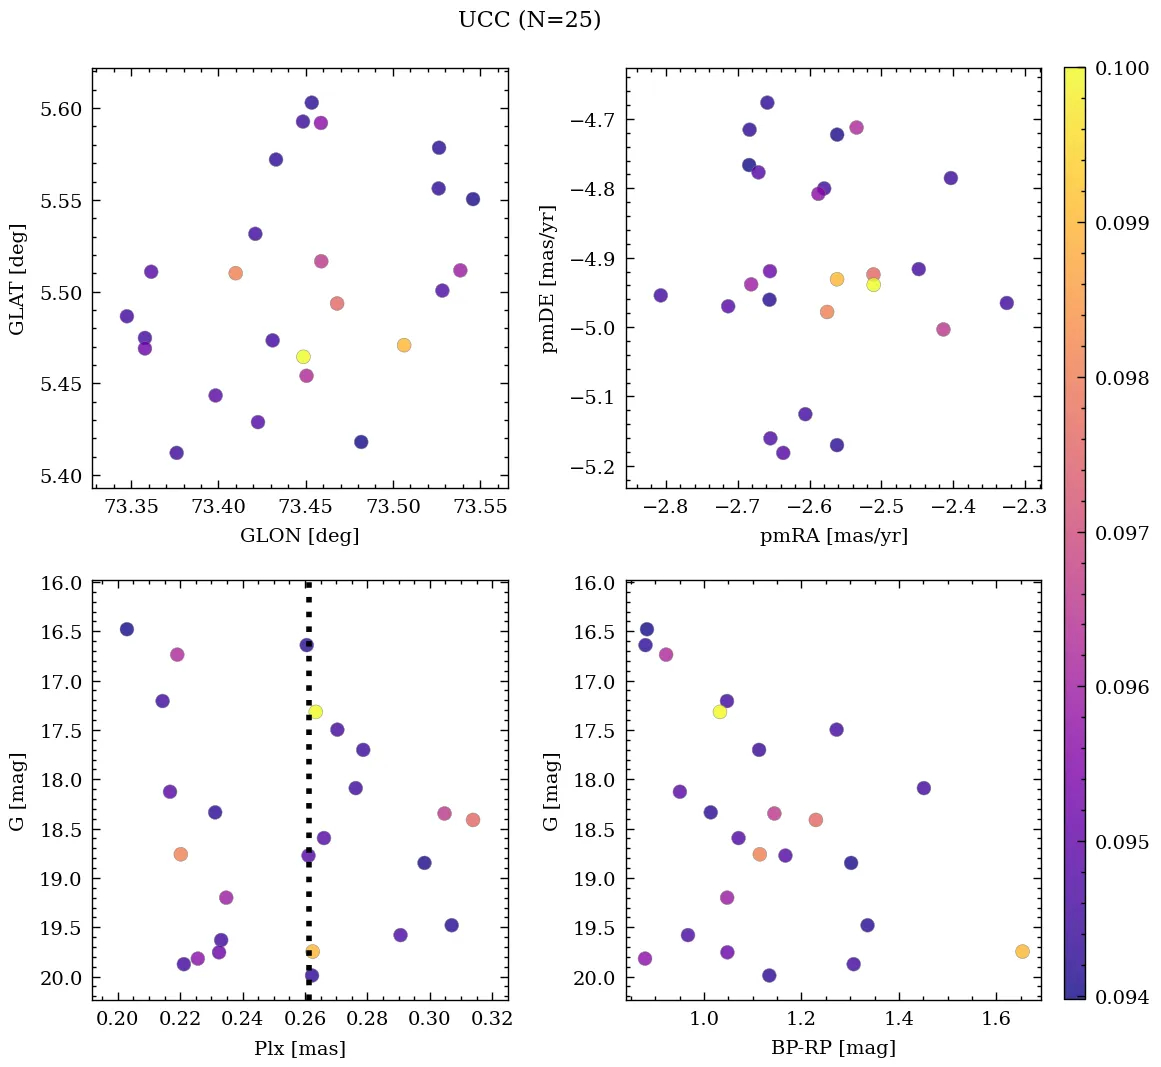 UCC (N=25)
5.60
5.55
5.50
5.45
5.40
GLAT [deg]
73.35 73.40 73.45 73.50 73.55
GLON [deg]
−4.7
−4.8
−4.9
−5.0
−5.1
−5.2
pmDE [mas/yr]
−2.8 −2.7 −2.6 −2.5 −2.4 −2.3
pmRA [mas/yr]
16.0
16.5
17.0
17.5
18.0
18.5
19.0
19.5
20.0
G [mag]
0.20 0.22 0.24 0.26 0.28 0.30 0.32
Plx [mas]
16.0
16.5
17.0
17.5
18.0
18.5
19.0
19.5
20.0
G [mag]
1.0 1.2 1.4 1.6
BP-RP [mag]
0.100
0.099
0.098
0.097
0.096
0.095
0.094